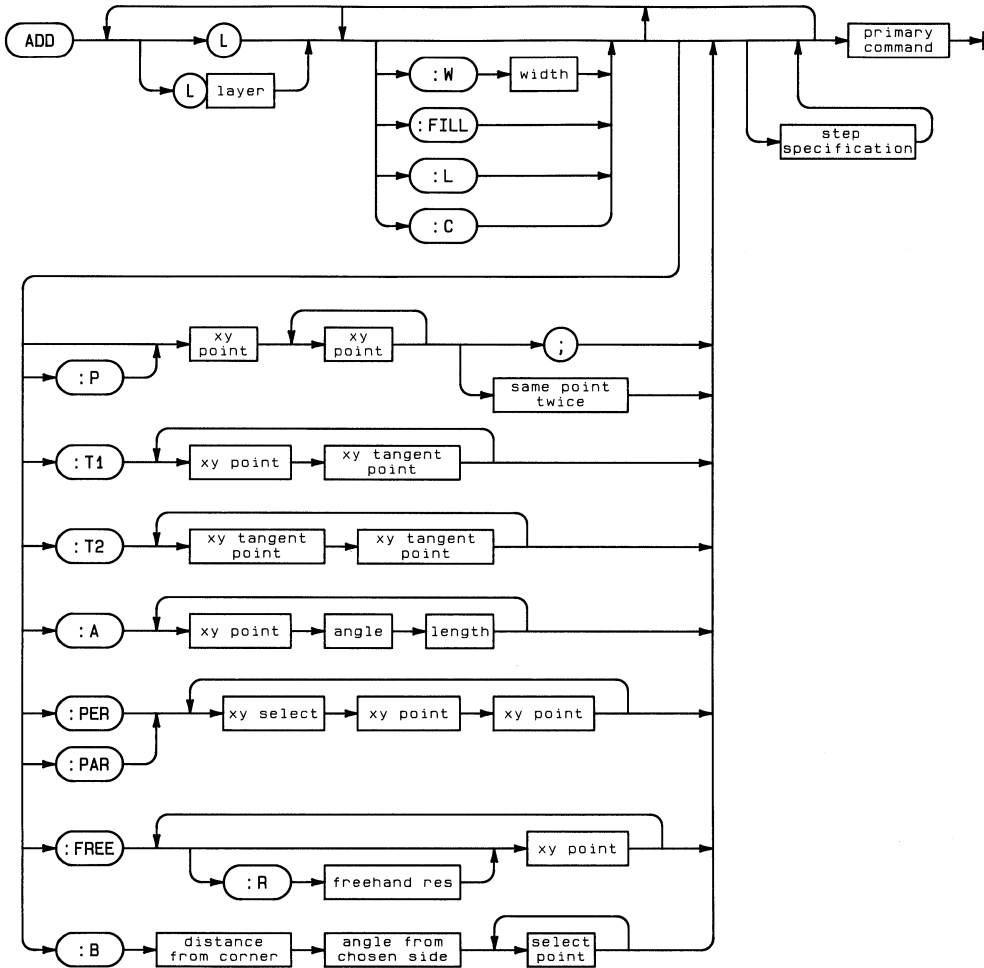 ADD
L
primary
command
L layer
:W width
:FILL
step
specification
:L
:C
xy
point
xy
point
;
:P
same point
twice
:T1 xy point xy tangent
point
:T2 xy tangent
point
xy tangent
point
:A xy point angle length
:PER xy select xy point xy point
:PAR
:FREE xy point
:R freehand res
:B distance
from corner
angle from
chosen side
select
point